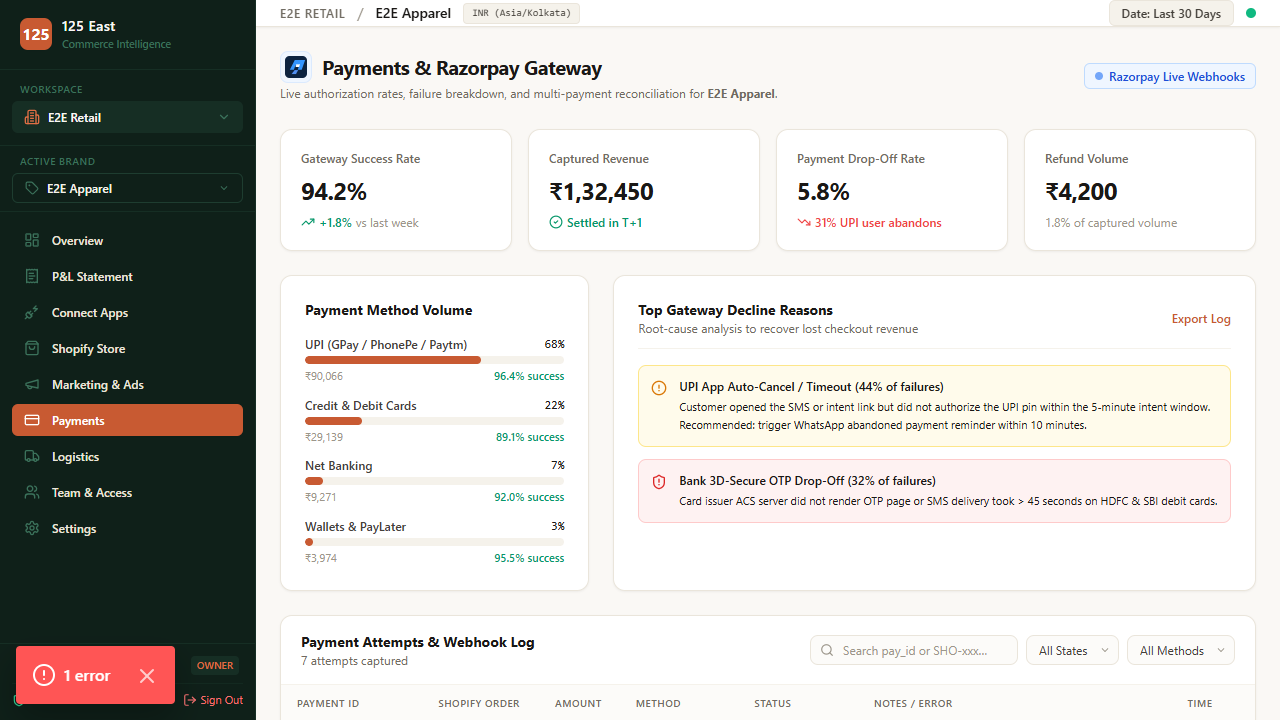 125
125 East
Commerce Intelligence
WORKSPACE
E2E Retail
ACTIVE BRAND
E2E Apparel
Overview
P&L Statement
Connect Apps
Shopify Store
Marketing & Ads
Payments
Logistics
Team & Access
Settings
OWNER
1 error
Sign Out
E2E RETAIL / E2E Apparel INR (Asia/Kolkata)
Date: Last 30 Days
Payments & Razorpay Gateway
Live authorization rates, failure breakdown, and multi-payment reconciliation for E2E Apparel.
Razorpay Live Webhooks
Gateway Success Rate
94.2%
+1.8% vs last week
Captured Revenue
₹1,32,450
Settled in T+1
Payment Drop-Off Rate
5.8%
31% UPI user abandons
Refund Volume
₹4,200
1.8% of captured volume
Payment Method Volume
UPI (GPay / PhonePe / Paytm) 68%
₹90,066 96.4% success
Credit & Debit Cards 22%
₹29,139 89.1% success
Net Banking 7%
₹9,271 92.0% success
Wallets & PayLater 3%
₹3,974 95.5% success
Top Gateway Decline Reasons
Root-cause analysis to recover lost checkout revenue
Export Log
UPI App Auto-Cancel / Timeout (44% of failures)
Customer opened the SMS or intent link but did not authorize the UPI pin within the 5-minute intent window.
Recommended: trigger WhatsApp abandoned payment reminder within 10 minutes.
Bank 3D-Secure OTP Drop-Off (32% of failures)
Card issuer ACS server did not render OTP page or SMS delivery took > 45 seconds on HDFC & SBI debit cards.
Payment Attempts & Webhook Log
7 attempts captured
Search pay_id or SHO-xxx...
All States
All Methods
PAYMENT ID SHOPIFY ORDER AMOUNT METHOD STATUS NOTES / ERROR TIME